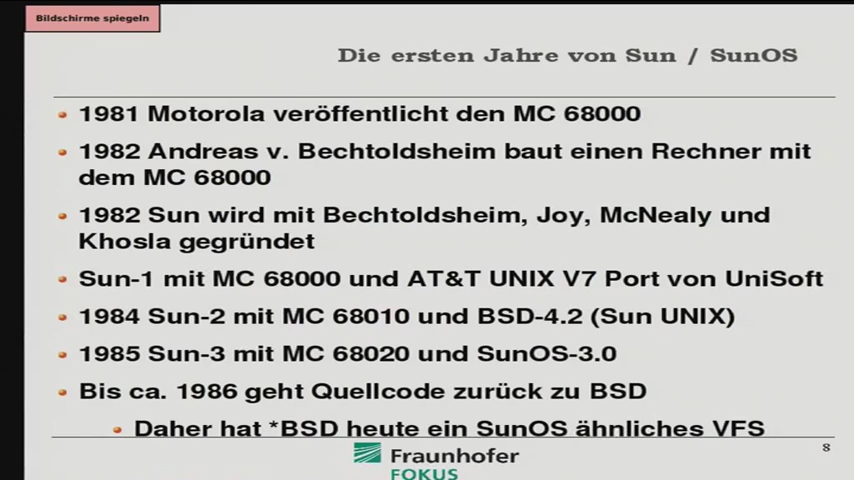 Bildschirme spiegeln
Die ersten Jahre von Sun / SunOS
1981 Motorola veröffentlicht den MC 68000
1982 Andreas v. Bechtoldsheim baut einen Rechner mit
dem MC 68000
1982 Sun wird mit Bechtoldsheim, Joy, McNealy und
Khosla gegründet
Sun-1 mit MC 68000 und AT&T UNIX V7 Port von UniSoft
1984 Sun-2 mit MC 68010 und BSD-4.2 (Sun UNIX)
1985 Sun-3 mit MC 68020 und SunOS-3.0
Bis ca. 1986 geht Quellcode zurück zu BSD
Daher hat *BSD heute ein SunOS ähnliches VFS
8
Fraunhofer
FOKUS